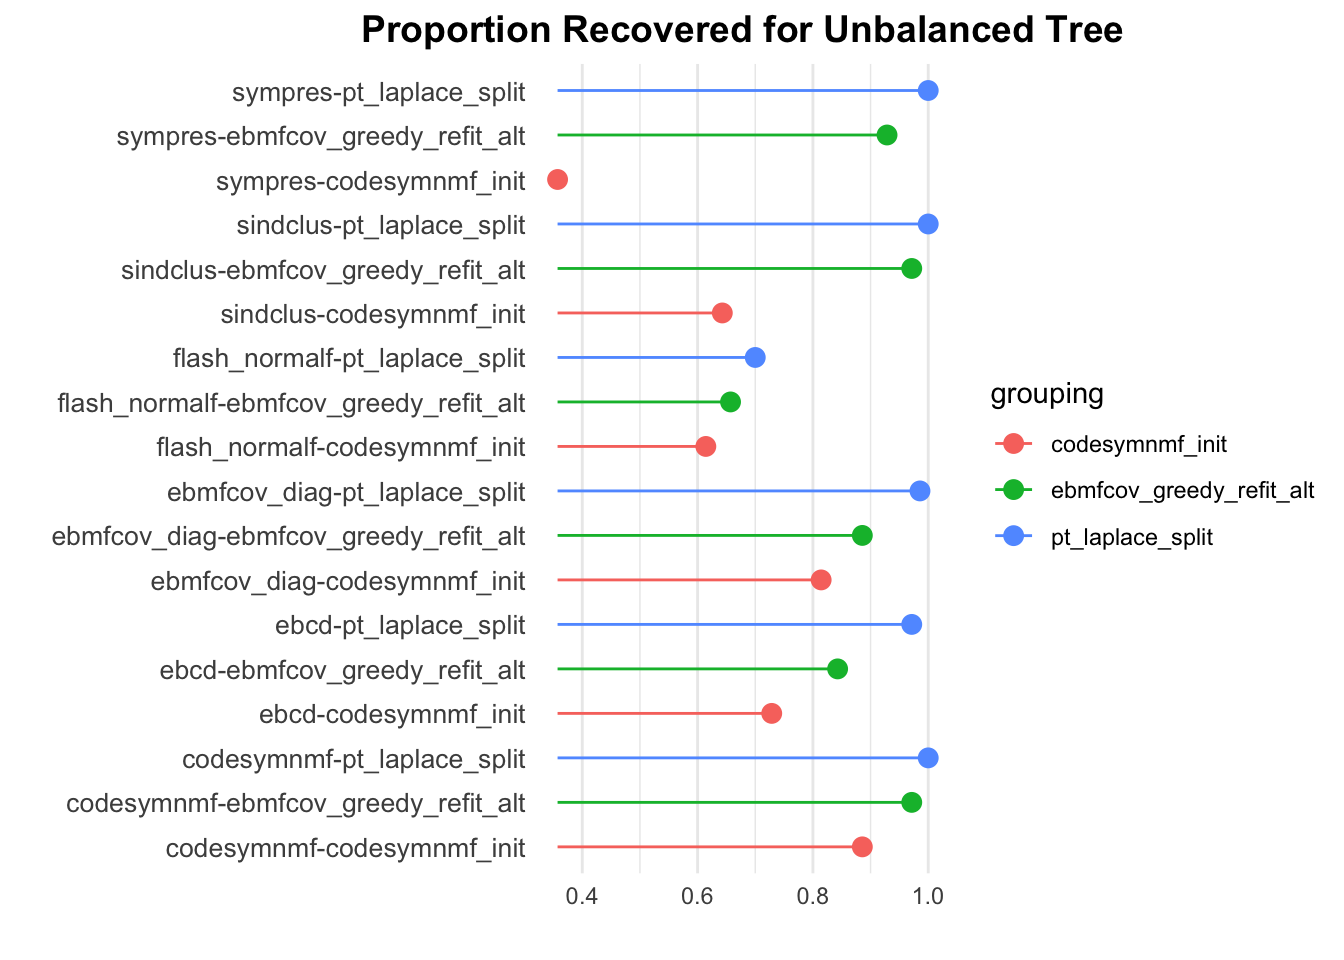 Proportion Recovered for Unbalanced Tree
sympres-pt_laplace_split
sympres-ebmfcov_greedy_refit_alt
sympres-codesymnmf_init
sindclus-pt_laplace_split
sindclus-ebmfcov_greedy_refit_alt
sindclus-codesymnmf_init
flash_normalf-pt_laplace_split
flash_normalf-ebmfcov_greedy_refit_alt
flash_normalf-codesymnmf_init
ebmfcov_diag-pt_laplace_split
ebmfcov_diag-ebmfcov_greedy_refit_alt
ebmfcov_diag-codesymnmf_init
ebcd-pt_laplace_split
ebcd-ebmfcov_greedy_refit_alt
ebcd-codesymnmf_init
codesymnmf-pt_laplace_split
codesymnmf-ebmfcov_greedy_refit_alt
codesymnmf-codesymnmf_init
0.4 0.6 0.8 1.0
grouping
codesymnmf_init
ebmfcov_greedy_refit_alt
pt_laplace_split